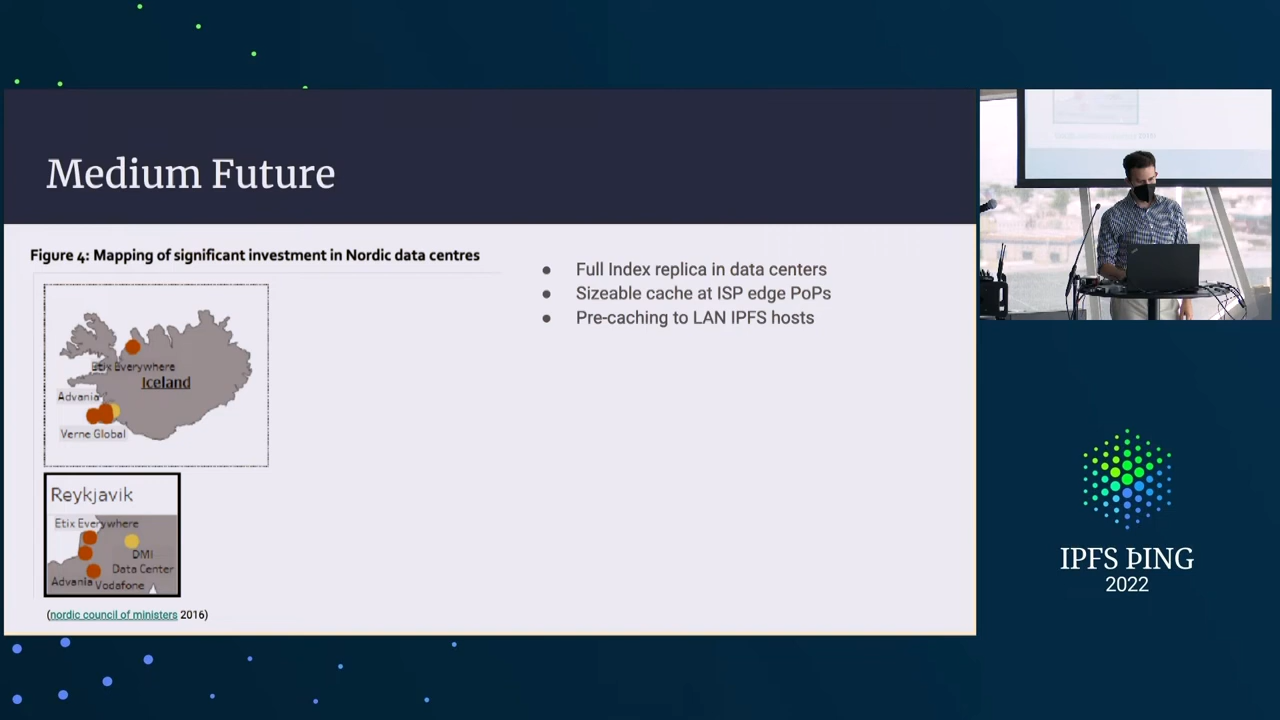 Medium Future
Figure 4: Mapping of significant investment in Nordic data centres
Etix Everywhere
Iceland
Advania
Verne Global
Reykjavik
Etix Everywhere
DMI
Data Center
Advania
Vodafone
(nordic council of ministers 2016)
● Full Index replica in data centers
● Sizeable cache at ISP edge PoPs
● Pre-caching to LAN IPFS hosts
IPFS ÞING
2022